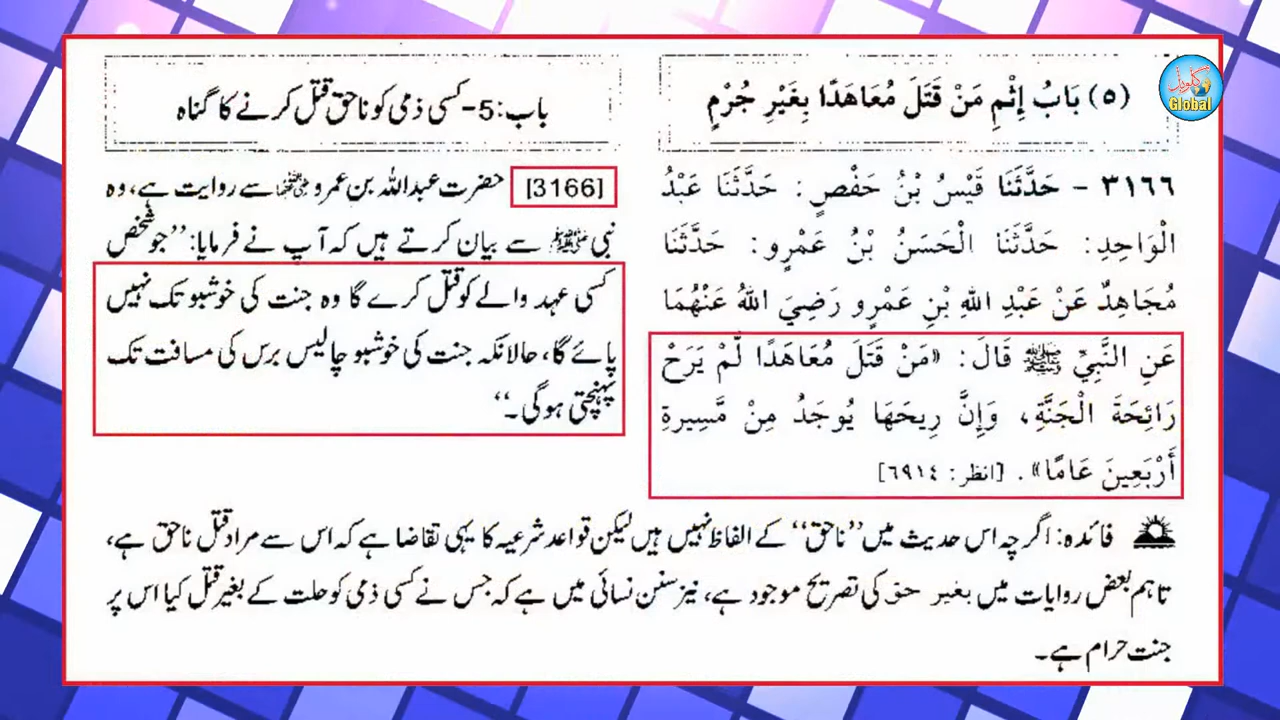 (٥) بَابُ إِثْمِ مَنْ قَتَلَ مُعَاهَدًا بِغَيْرِ جُرْمٍ
٣١٦٦ - حَدَّثَنَا قَيْسُ بْنُ حَفْصٍ: حَدَّثَنَا عَبْدُ
الْوَاحِدِ: حَدَّثَنَا الْحَسَنُ بْنُ عَمْرٍو: حَدَّثَنَا
مُجَاهِدٌ عَنْ عَبْدِ اللهِ بْنِ عَمْرٍو رَضِيَ اللهُ عَنْهُمَا
عَنِ النَّبِيِّ ﷺ قَالَ: «مَنْ قَتَلَ مُعَاهَدًا لَّمْ يَرَحْ
رَائِحَةَ الْجَنَّةِ، وَإِنَّ رِيحَهَا يُوجَدُ مِنْ مَّسِيرةِ
أَرْبَعِينَ عَامًا». [انظر: ٦٩١٤]
باب:5- کسی ذمی کو ناحق قتل کرنے کا گناہ
[3166] حضرت عبداللہ بن عمرو رضی اللہ عنہما سے روایت ہے، وہ
نبی ﷺ سے بیان کرتے ہیں کہ آپ نے فرمایا: ’’جو شخص
کسی عہد والے کو قتل کرے گا وہ جنت کی خوشبو تک نہیں
پائے گا، حالانکہ جنت کی خوشبو چالیس برس کی مسافت تک
پہنچتی ہوگی۔‘‘
فائدہ: اگرچہ اس حدیث میں ’’ناحق‘‘ کے الفاظ نہیں ہیں لیکن قواعد شرعیہ کا یہی تقاضا ہے کہ اس سے مراد قتل ناحق ہے،
تاہم بعض روایات میں بغیر حق کی تصریح موجود ہے، نیز سنن نسائی میں ہے کہ جس نے کسی ذمی کو حلت کے بغیر قتل کیا اس پر
جنت حرام ہے۔
گلوبل
Global